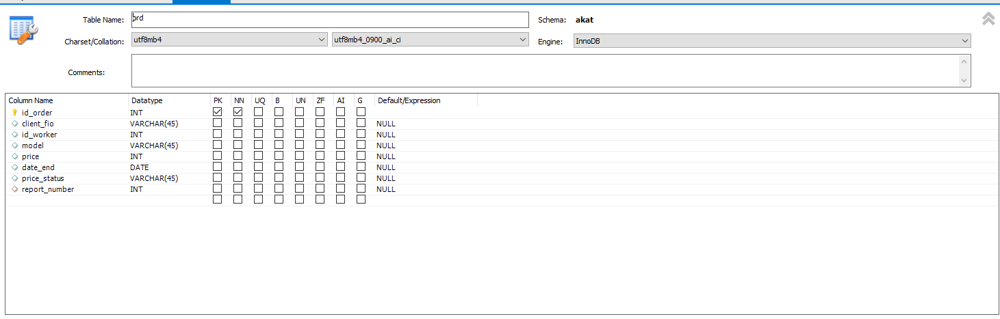 Table Name: ord Schema: akat
Charset/Collation: utf8mb4 utf8mb4_0900_ai_ci Engine: InnoDB
Comments:
Column Name Datatype PK NN UQ B UN ZF AI G Default/Expression
id_order INT
client_fio VARCHAR(45) NULL
id_worker INT NULL
model VARCHAR(45) NULL
price INT NULL
date_end DATE NULL
price_status VARCHAR(45) NULL
report_number INT NULL